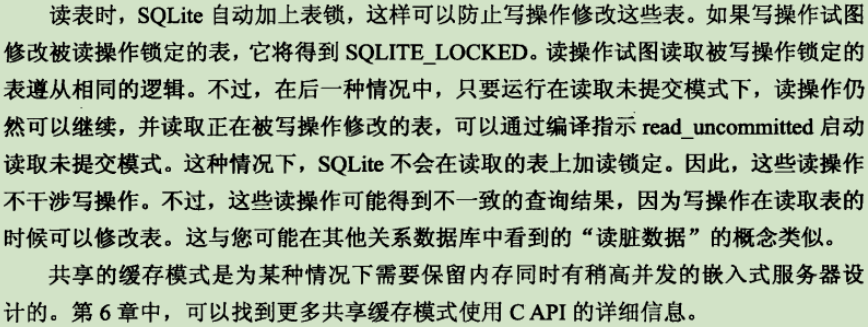 读表时，SQLite 自动加上表锁，这样可以防止写操作修改这些表。如果写操作试图
修改被读操作锁定的表，它将得到 SQLITE_LOCKED。读操作试图读取被写操作锁定的
表遵从相同的逻辑。不过，在后一种情况中，只要运行在读取未提交模式下，读操作仍
然可以继续，并读取正在被写操作修改的表，可以通过编译指示 read_uncommitted 启动
读取未提交模式。这种情况下，SQLite 不会在读取的表上加读锁定。因此，这些读操作
不干涉写操作。不过，这些读操作可能得到不一致的查询结果，因为写操作在读取表的
时候可以修改表。这与您可能在其他关系数据库中看到的“读脏数据”的概念类似。
共享的缓存模式是为某种情况下需要保留内存同时有稍高并发的嵌入式服务器设
计的。第 6 章中，可以找到更多共享缓存模式使用 C API 的详细信息。